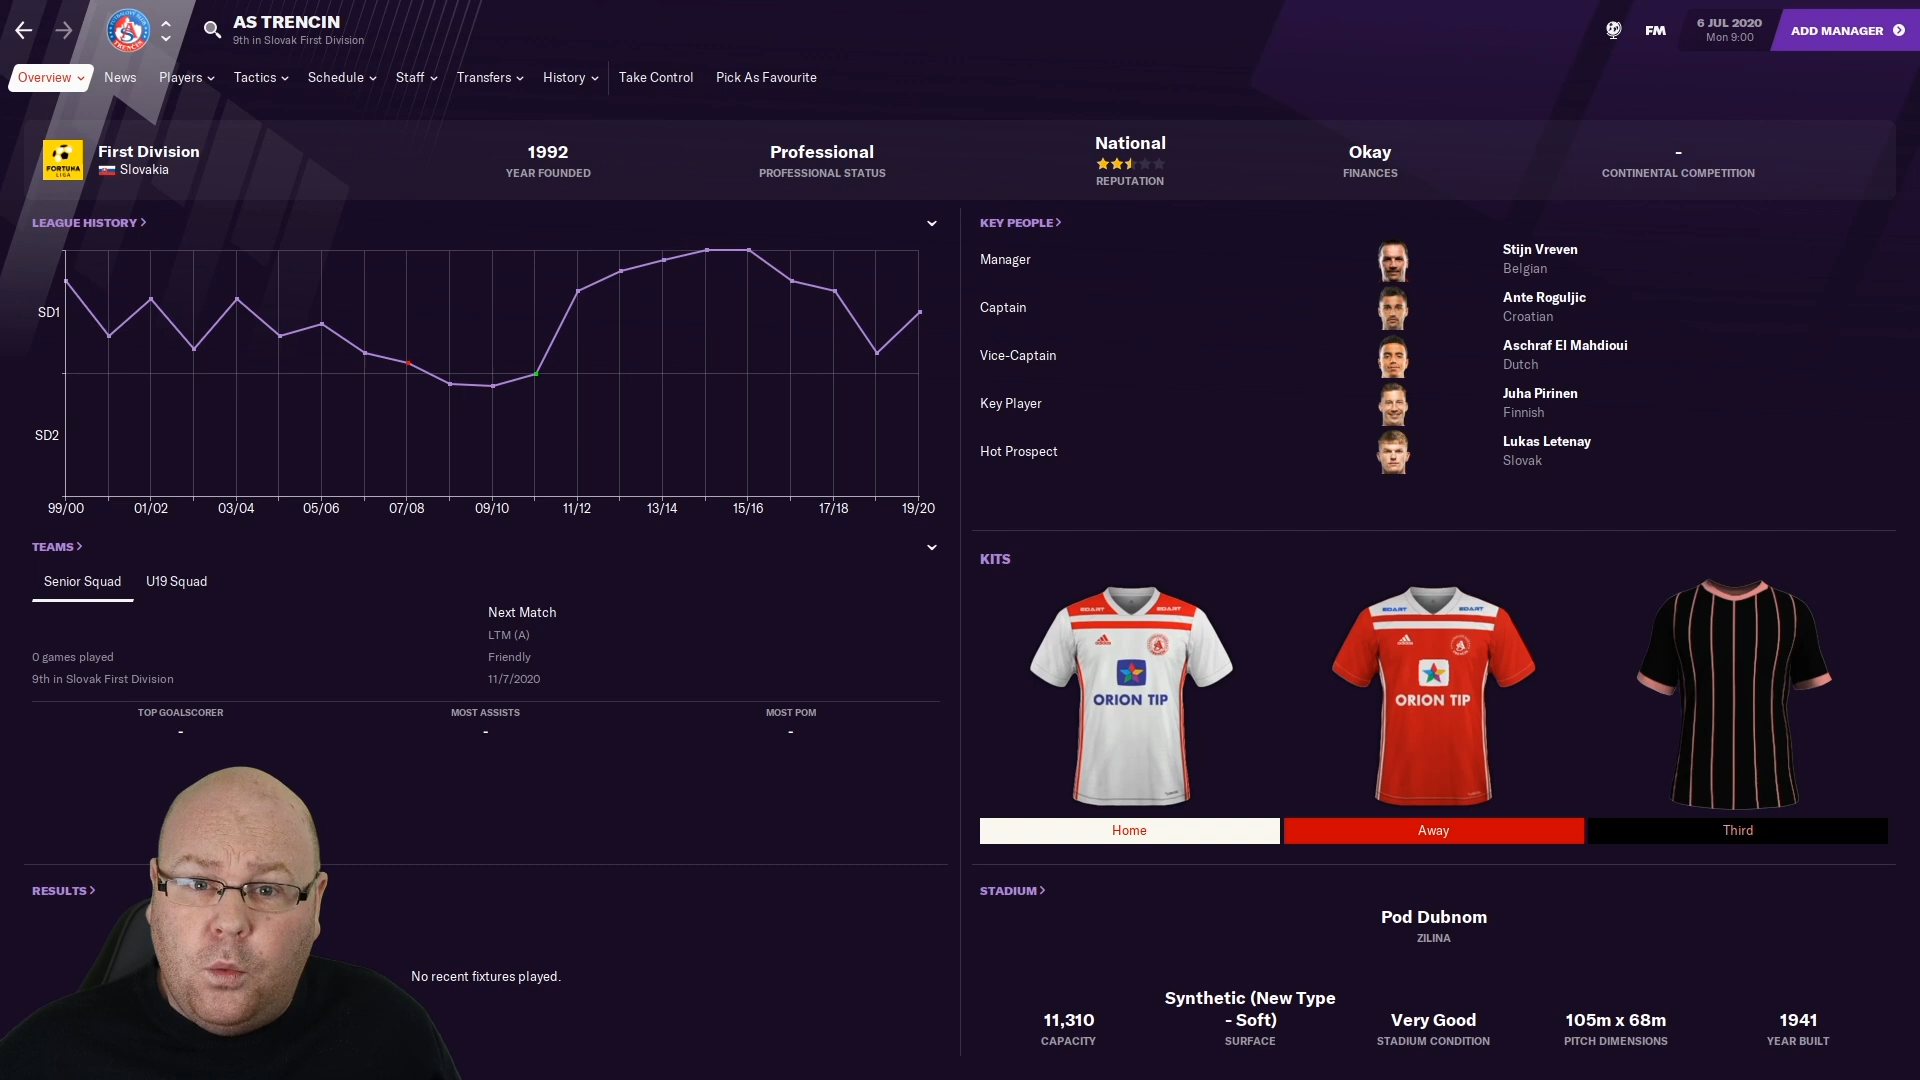 AS TRENCIN
9th in Slovak First Division
FM
6 JUL 2020
Mon 9:00
ADD MANAGER
Overview
News
Players
Tactics
Schedule
Staff
Transfers
History
Take Control
Pick As Favourite
FORTUNA
LIGA
First Division
Slovakia
1992
YEAR FOUNDED
Professional
PROFESSIONAL STATUS
National
REPUTATION
Okay
FINANCES
-
CONTINENTAL COMPETITION
LEAGUE HISTORY
SD1
SD2
99/00
01/02
03/04
05/06
07/08
09/10
11/12
13/14
15/16
17/18
19/20
KEY PEOPLE
Manager
Stijn Vreven
Belgian
Captain
Ante Roguljic
Croatian
Vice-Captain
Aschraf El Mahdioui
Dutch
Key Player
Juha Pirinen
Finnish
Hot Prospect
Lukas Letenay
Slovak
TEAMS
Senior Squad
U19 Squad
Next Match
LTM (A)
0 games played
Friendly
9th in Slovak First Division
11/7/2020
TOP GOALSCORER
-
MOST ASSISTS
-
MOST POM
-
KITS
ORION TIP
ORION TIP
Home
Away
Third
RESULTS
No recent fixtures played.
STADIUM
Pod Dubnom
ZILINA
11,310
CAPACITY
Synthetic (New Type
- Soft)
SURFACE
Very Good
STADIUM CONDITION
105m x 68m
PITCH DIMENSIONS
1941
YEAR BUILT